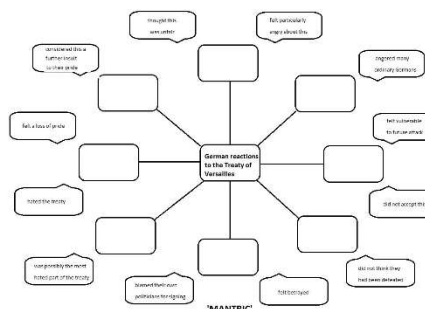 thought this
was unfair
felt particularly
angry about this
considered this a
further insult
to their pride
angered many
ordinary Germans
felt a loss of pride
felt vulnerable
to future attack
German reactions
to the Treaty of
Versailles
hated the treaty
did not accept this
was possibly the most
hated part of the treaty
did not think they
had been defeated
blamed their own
politicians for signing
felt betrayed
'MANTRIC'